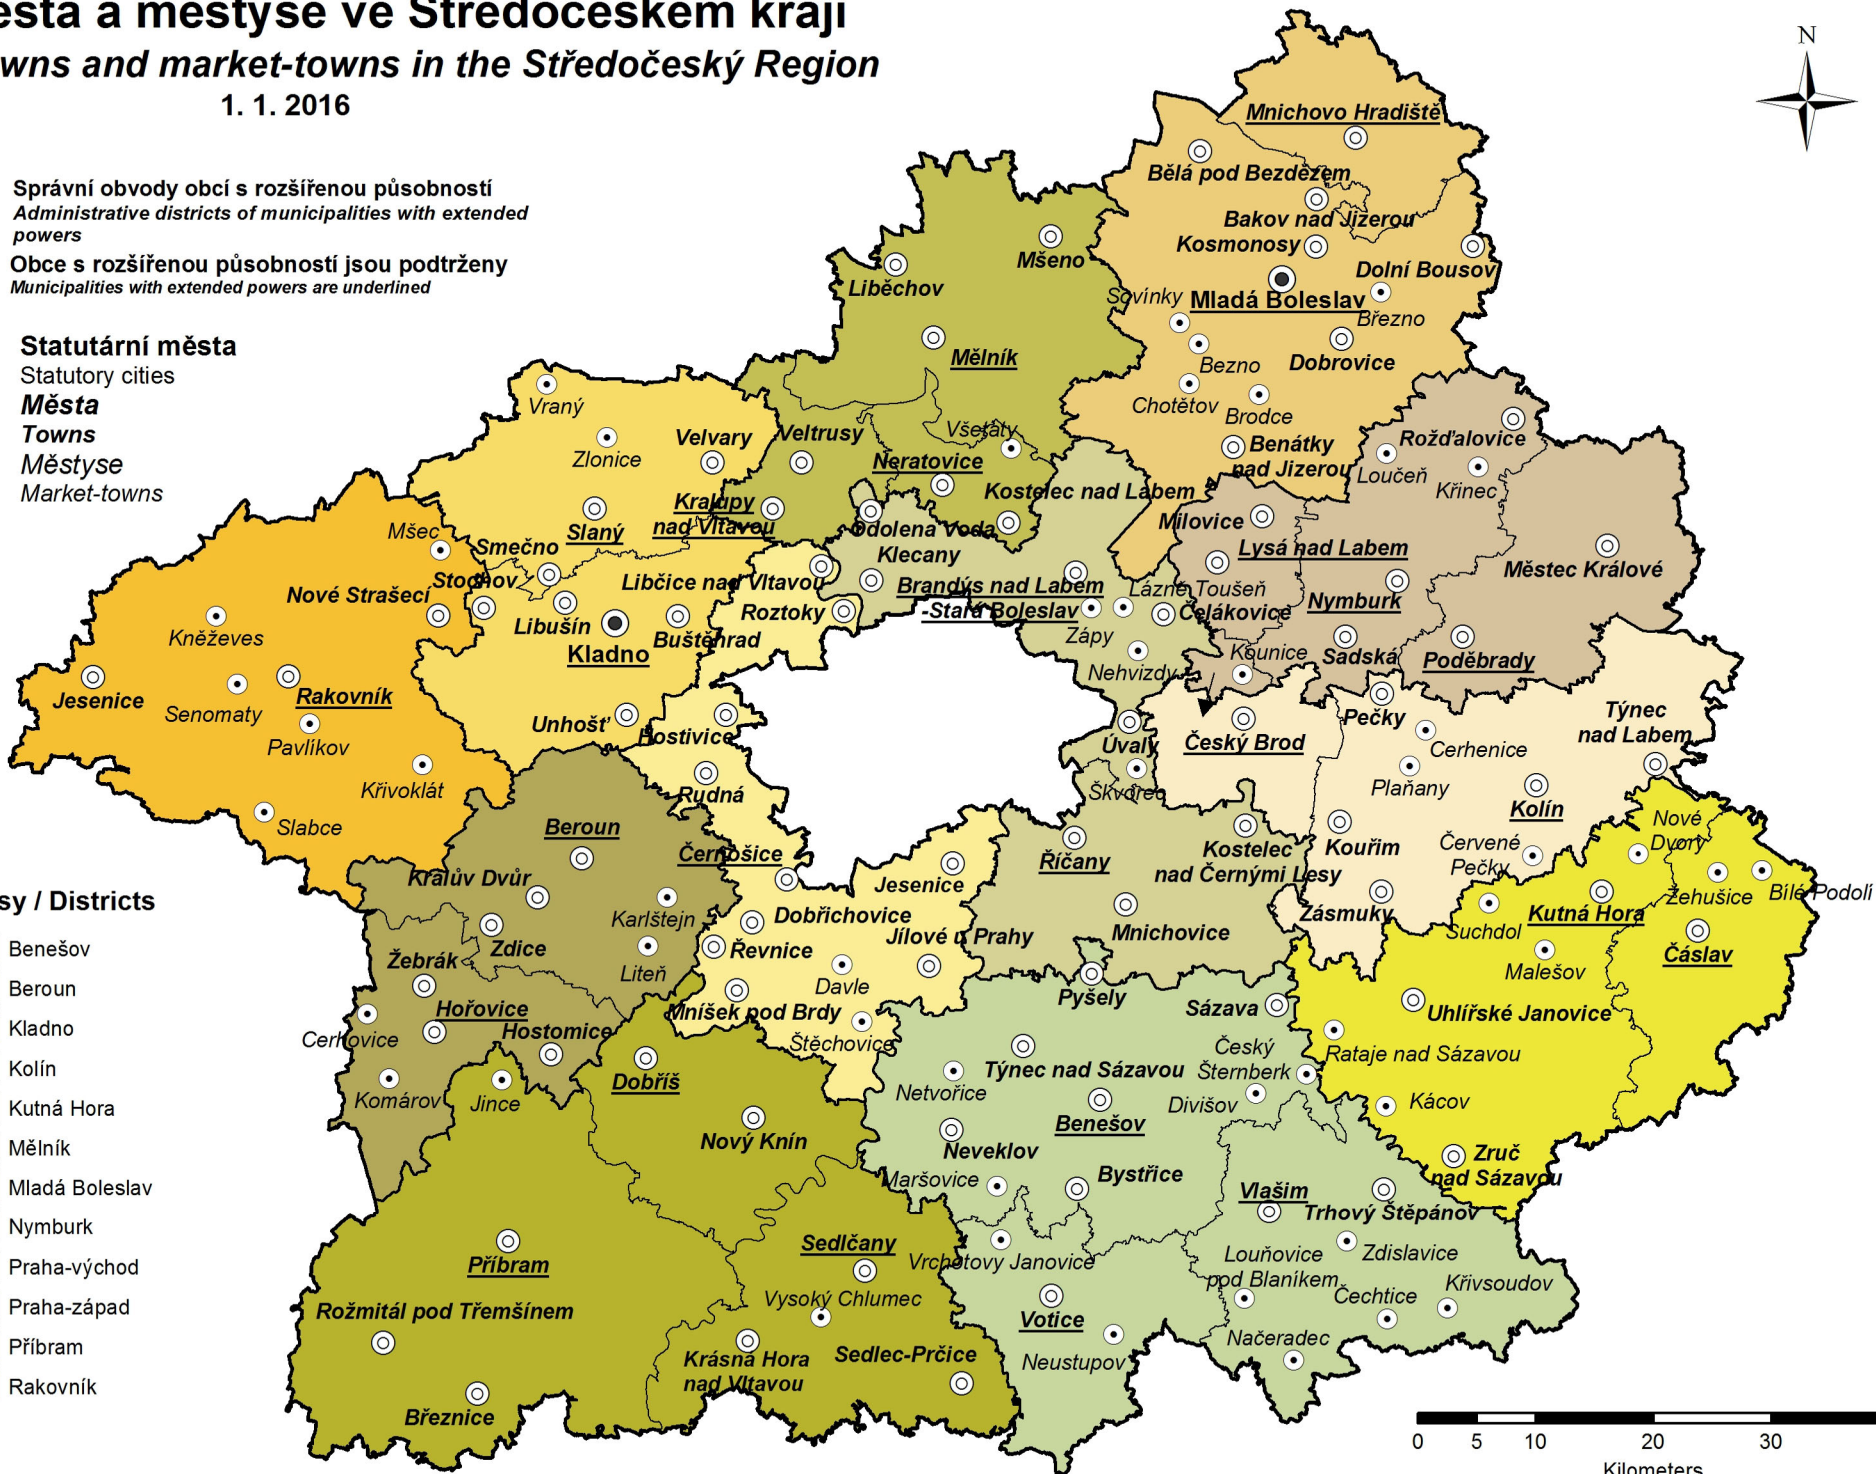 esta a městyse ve Středočeském kraji
wns and market-towns in the Středočeský Region
1. 1. 2016
N
Správní obvody obcí s rozšířenou působností
Administrative districts of municipalities with extended
powers
Obce s rozšířenou působností jsou podtrženy
Municipalities with extended powers are underlined
Statutární města
Statutory cities
Města
Towns
Městyse
Market-towns
Mnichovo Hradiště
Bělá pod Bezdězem
Bakov nad Jizerou
Kosmonosy
Dolní Bousov
Mladá Boleslav
Sovínky
Březno
Bezno
Dobrovice
Chotětov
Brodce
Benátky
nad Jizerou
Mšeno
Liběchov
Mělník
Všetaty
Veltrusy
Neratovice
Kostelec nad Labem
Kralupy
nad Vltavou
Vraný
Zlonice
Velvary
Slaný
Smečno
Stochov
Libušín
Kladno
Buštěhrad
Unhošť
Mšec
Nové Strašecí
Kněževes
Jesenice
Senomaty
Rakovník
Pavlíkov
Křivoklát
Slabce
Odolena Voda
Klecany
Libčice nad Vltavou
Roztoky
Brandýs nad Labem
-Stará Boleslav
Lázně Toušeň
Čelákovice
Zápy
Nehvizdy
Úvaly
Škvorec
Rožďalovice
Loučeň
Křinec
Milovice
Lysá nad Labem
Městec Králové
Nymburk
Sadská
Poděbrady
Kounice
Český Brod
Pečky
Cerhenice
Plaňany
Týnec
nad Labem
Kolín
Kouřim
Červené
Pečky
Zásmuky
Hostivice
Rudná
Černošice
Jesenice
Dobřichovice
Řevnice
Jílové u Prahy
Davle
Mníšek pod Brdy
Štěchovice
Říčany
Kostelec
nad Černými Lesy
Mnichovice
Nové
Dvory
Žehušice
Bílé Podolí
Kutná Hora
Suchdol
Malešov
Čáslav
Uhlířské Janovice
Rataje nad Sázavou
Kácov
Zruč
nad Sázavou
Beroun
Králův Dvůr
Karlštejn
Zdice
Liteň
Žebrák
Hořovice
Cerhovice
Hostomice
Komárov
Jince
Dobříš
Nový Knín
Příbram
Rožmitál pod Třemšínem
Březnice
Sedlčany
Vysoký Chlumec
Krásná Hora
nad Vltavou
Sedlec-Prčice
Pyšely
Sázava
Týnec nad Sázavou
Netvořice
Český
Šternberk
Divišov
Benešov
Neveklov
Maršovice
Bystřice
Vlašim
Trhový Štěpánov
Vrchotovy Janovice
Louňovice
pod Blaníkem
Zdislavice
Křivsoudov
Čechtice
Votice
Neustupov
Načeradec
sy / Districts
Benešov
Beroun
Kladno
Kolín
Kutná Hora
Mělník
Mladá Boleslav
Nymburk
Praha-východ
Praha-západ
Příbram
Rakovník
0 5 10 20 30
Kilometers